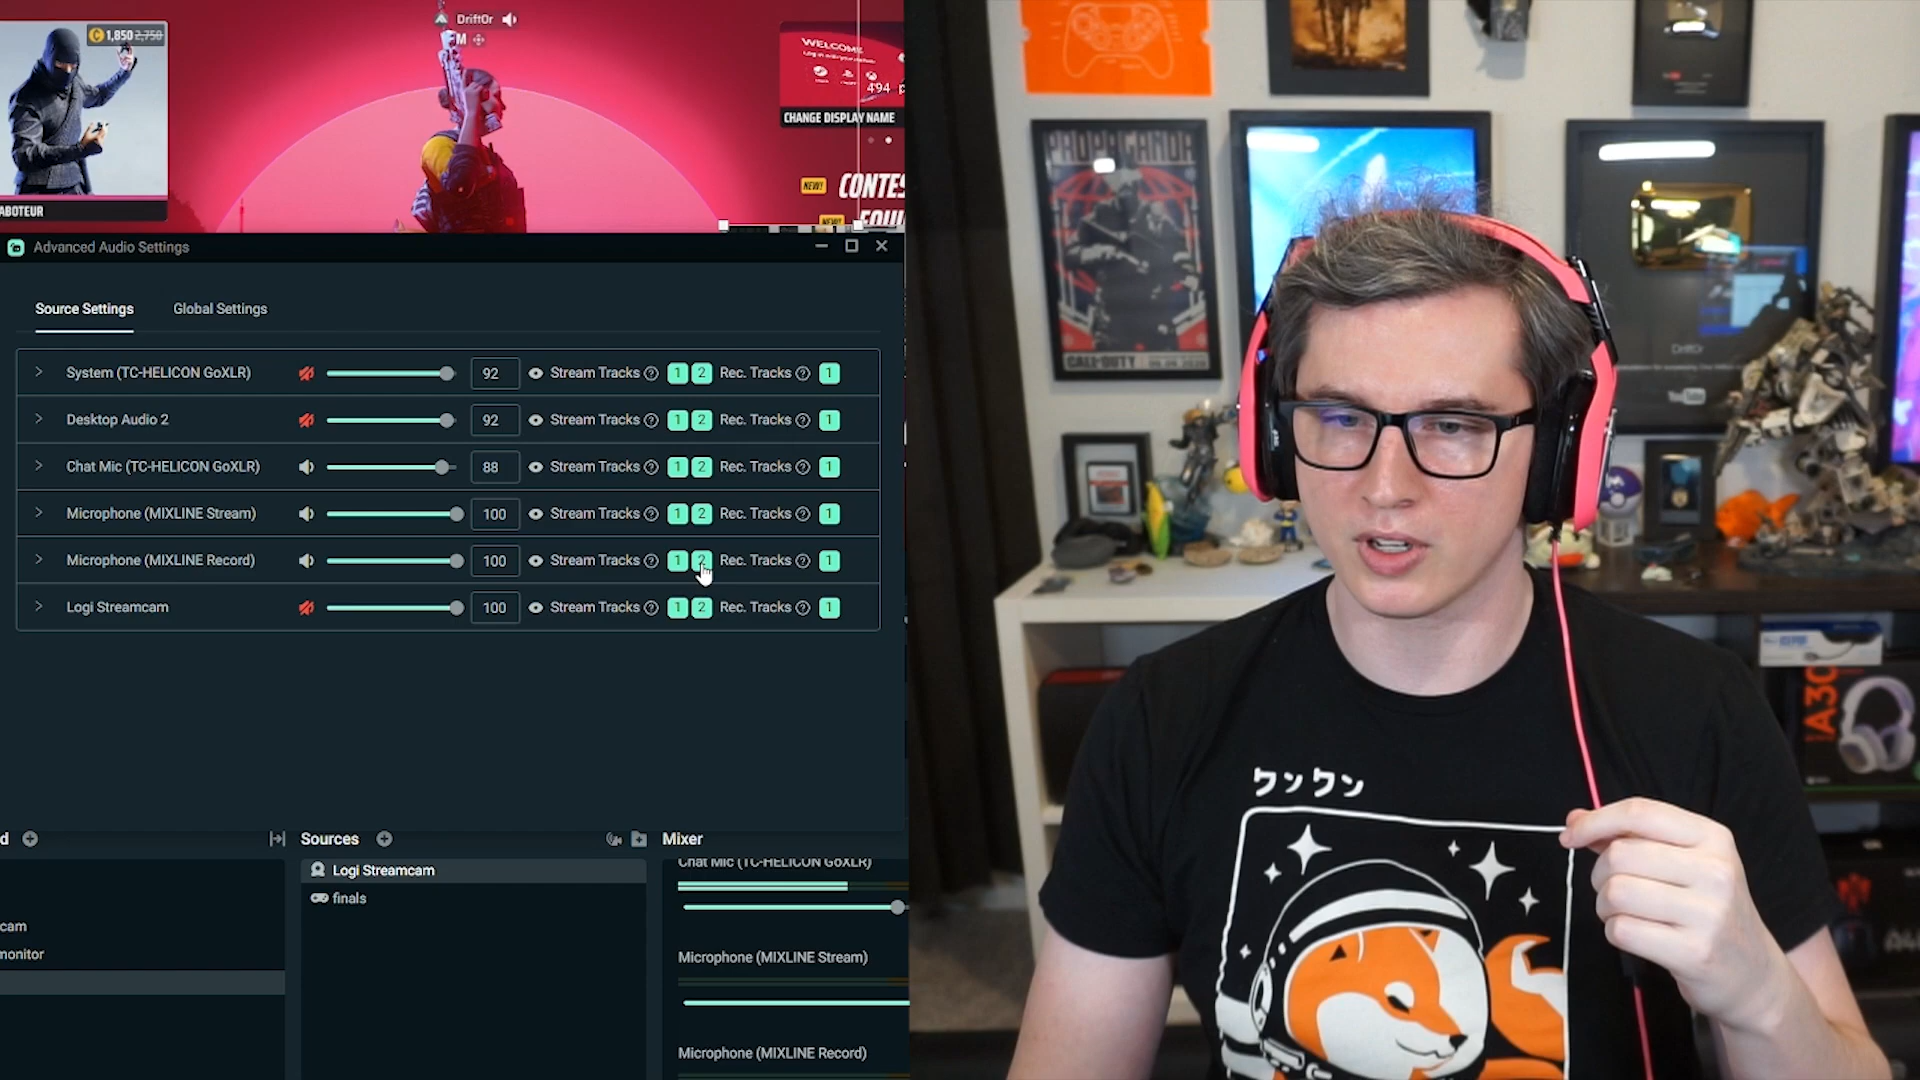 1,850 2,750
ABOTEUR
Drift0r
M
WELCOME
494
CHANGE DISPLAY NAME
NEW! CONTES
NEW!
Advanced Audio Settings
Source Settings
Global Settings
System (TC-HELICON GoXLR) 92 Stream Tracks 1 2 Rec. Tracks 1
Desktop Audio 2 92 Stream Tracks 1 2 Rec. Tracks 1
Chat Mic (TC-HELICON GoXLR) 88 Stream Tracks 1 2 Rec. Tracks 1
Microphone (MIXLINE Stream) 100 Stream Tracks 1 2 Rec. Tracks 1
Microphone (MIXLINE Record) 100 Stream Tracks 1 2 Rec. Tracks 1
Logi Streamcam 100 Stream Tracks 1 2 Rec. Tracks 1
d
Sources
Mixer
cam
monitor
Logi Streamcam
finals
Chat Mic (TC-HELICON GoXLR)
Microphone (MIXLINE Stream)
Microphone (MIXLINE Record)
PROPAGANDA
CALL OF DUTY
Drift0r
YouTube
A30
クンクン